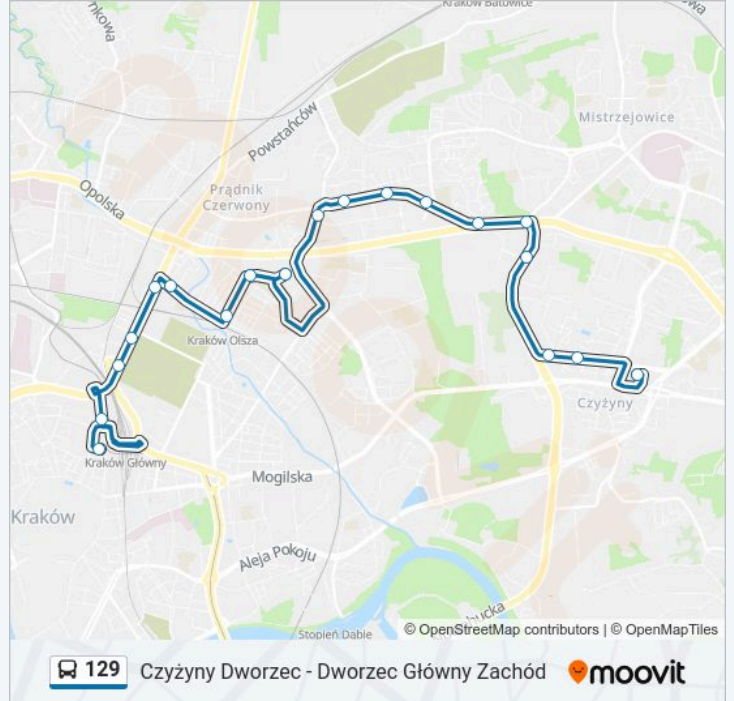 Kraków Batowice
Mistrzejowice
Powstańców
Opolska
Prądnik
Czerwony
Kraków Olsza
Czyżyny
Kraków Główny
Mogilska
Kraków
Aleja Pokoju
Stopień Dąbie
© OpenStreetMap contributors | © OpenMapTiles
129 Czyżyny Dworzec - Dworzec Główny Zachód moovit